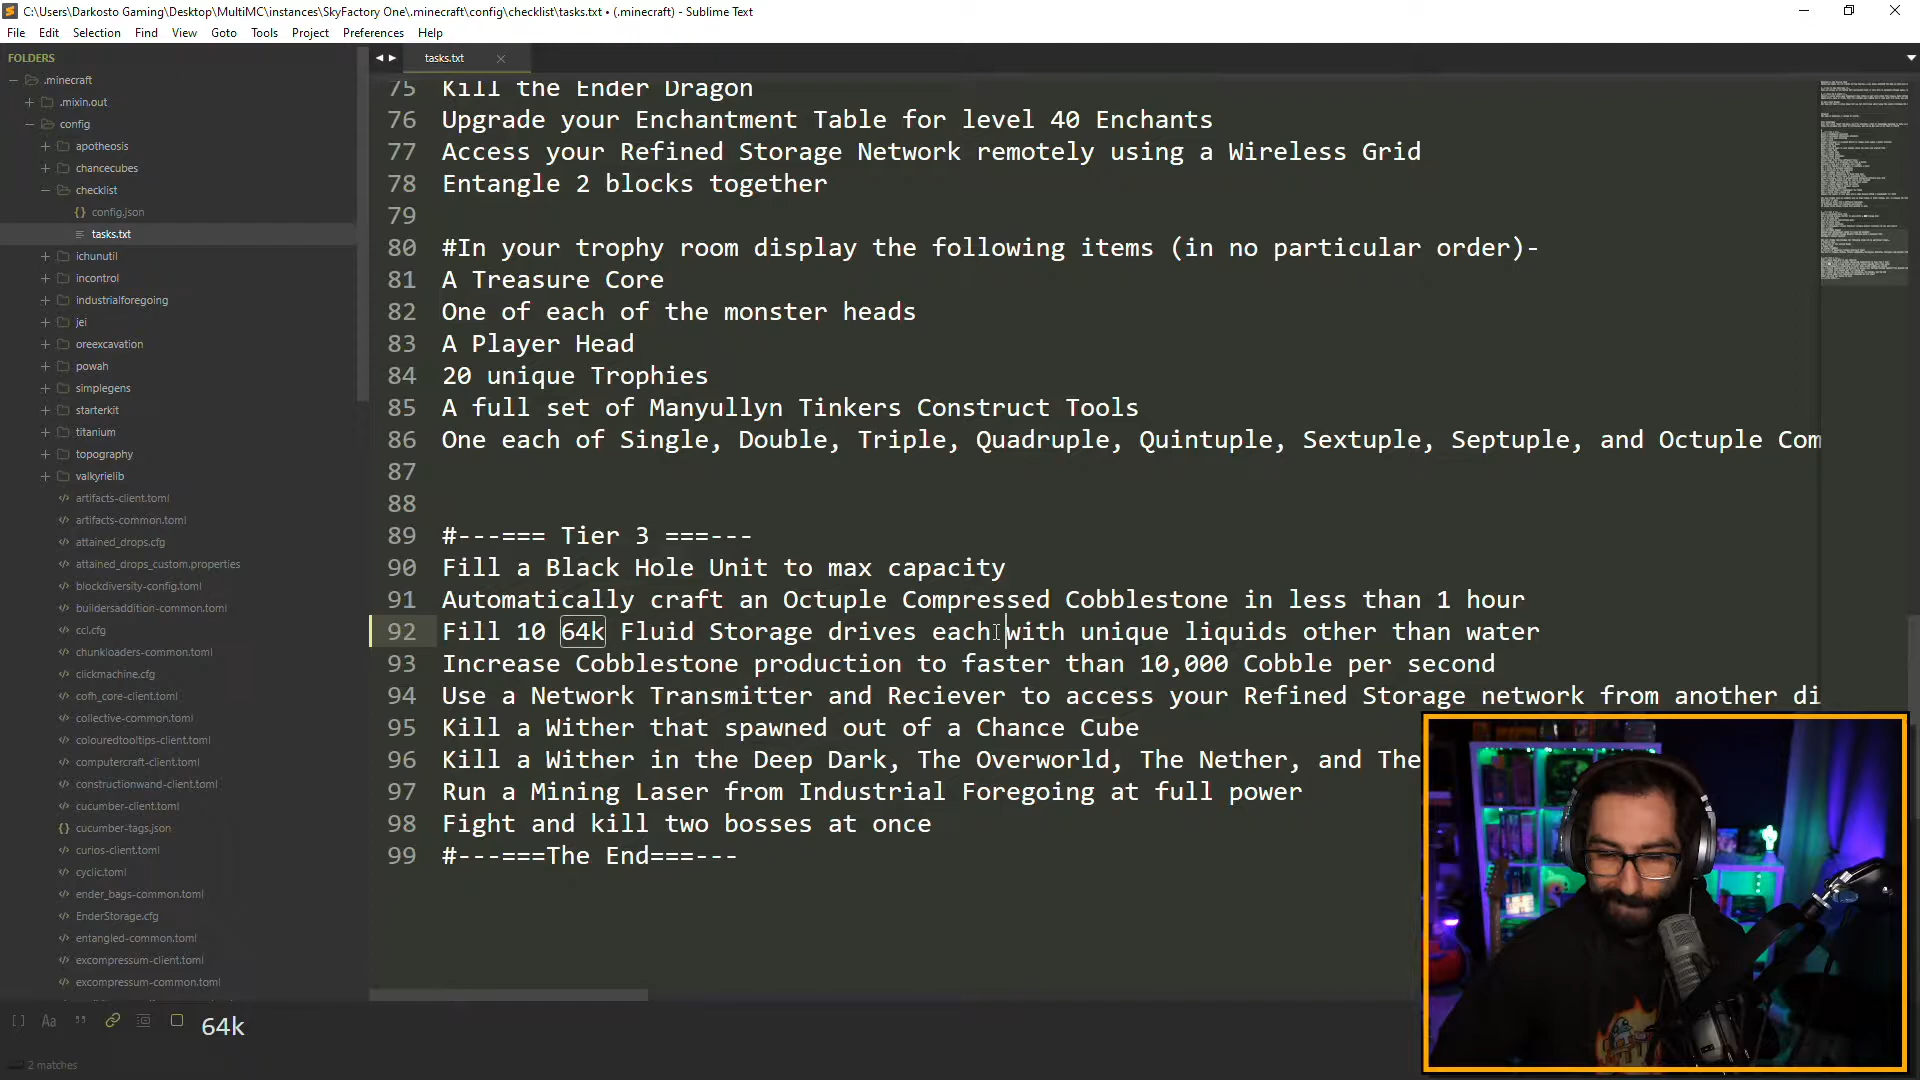 C:\Users\Darkosto Gaming\Desktop\MultiMC\instances\SkyFactory One\.minecraft\config\checklist\tasks.txt • (.minecraft) - Sublime Text
File Edit Selection Find View Goto Tools Project Preferences Help
FOLDERS
.minecraft
.mixin.out
config
apotheosis
chancecubes
checklist
config.json
tasks.txt
ichunutil
incontrol
industrialforegoing
jei
oreexcavation
powah
simplegens
starterkit
titanium
topography
valkyrielib
artifacts-client.toml
artifacts-common.toml
attained_drops.cfg
attained_drops_custom.properties
blockdiversity-config.toml
buildersaddition-common.toml
ccl.cfg
chunkloaders-common.toml
clickmachine.cfg
cofh_core-client.toml
collective-common.toml
colouredtooltips-client.toml
computercraft-client.toml
constructionwand-client.toml
cucumber-client.toml
cucumber-tags.json
curios-client.toml
cyclic.toml
ender_bags-common.toml
EnderStorage.cfg
entangled-common.toml
excompressum-client.toml
excompressum-common.toml
tasks.txt
75 Kill the Ender Dragon
76 Upgrade your Enchantment Table for level 40 Enchants
77 Access your Refined Storage Network remotely using a Wireless Grid
78 Entangle 2 blocks together
79
80 #In your trophy room display the following items (in no particular order)-
81 A Treasure Core
82 One of each of the monster heads
83 A Player Head
84 20 unique Trophies
85 A full set of Manyullyn Tinkers Construct Tools
86 One each of Single, Double, Triple, Quadruple, Quintuple, Sextuple, Septuple, and Octuple Com
87
88
89 #---=== Tier 3 ===---
90 Fill a Black Hole Unit to max capacity
91 Automatically craft an Octuple Compressed Cobblestone in less than 1 hour
92 Fill 10 64k Fluid Storage drives each with unique liquids other than water
93 Increase Cobblestone production to faster than 10,000 Cobble per second
94 Use a Network Transmitter and Reciever to access your Refined Storage network from another di
95 Kill a Wither that spawned out of a Chance Cube
96 Kill a Wither in the Deep Dark, The Overworld, The Nether, and The
97 Run a Mining Laser from Industrial Foregoing at full power
98 Fight and kill two bosses at once
99 #---===The End===---
64k
2 matches